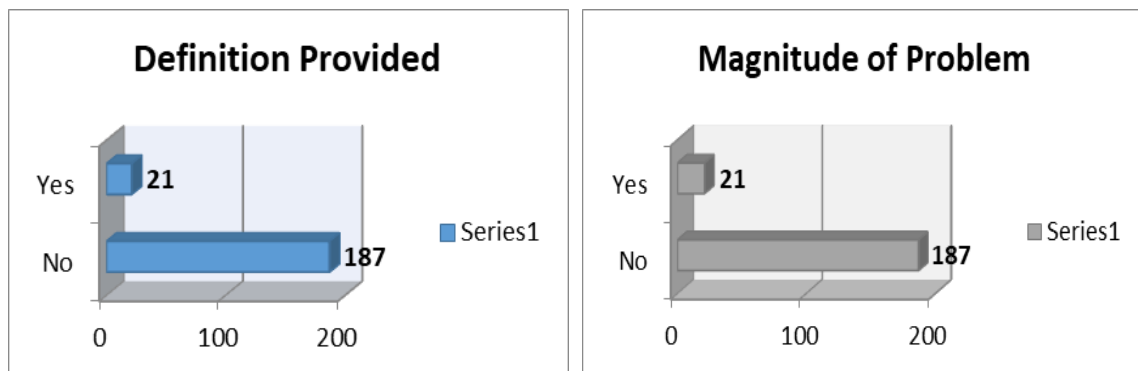 Definition Provided
Yes
21
No
187
Series1
0 100 200
Magnitude of Problem
Yes
21
No
187
Series1
0 100 200